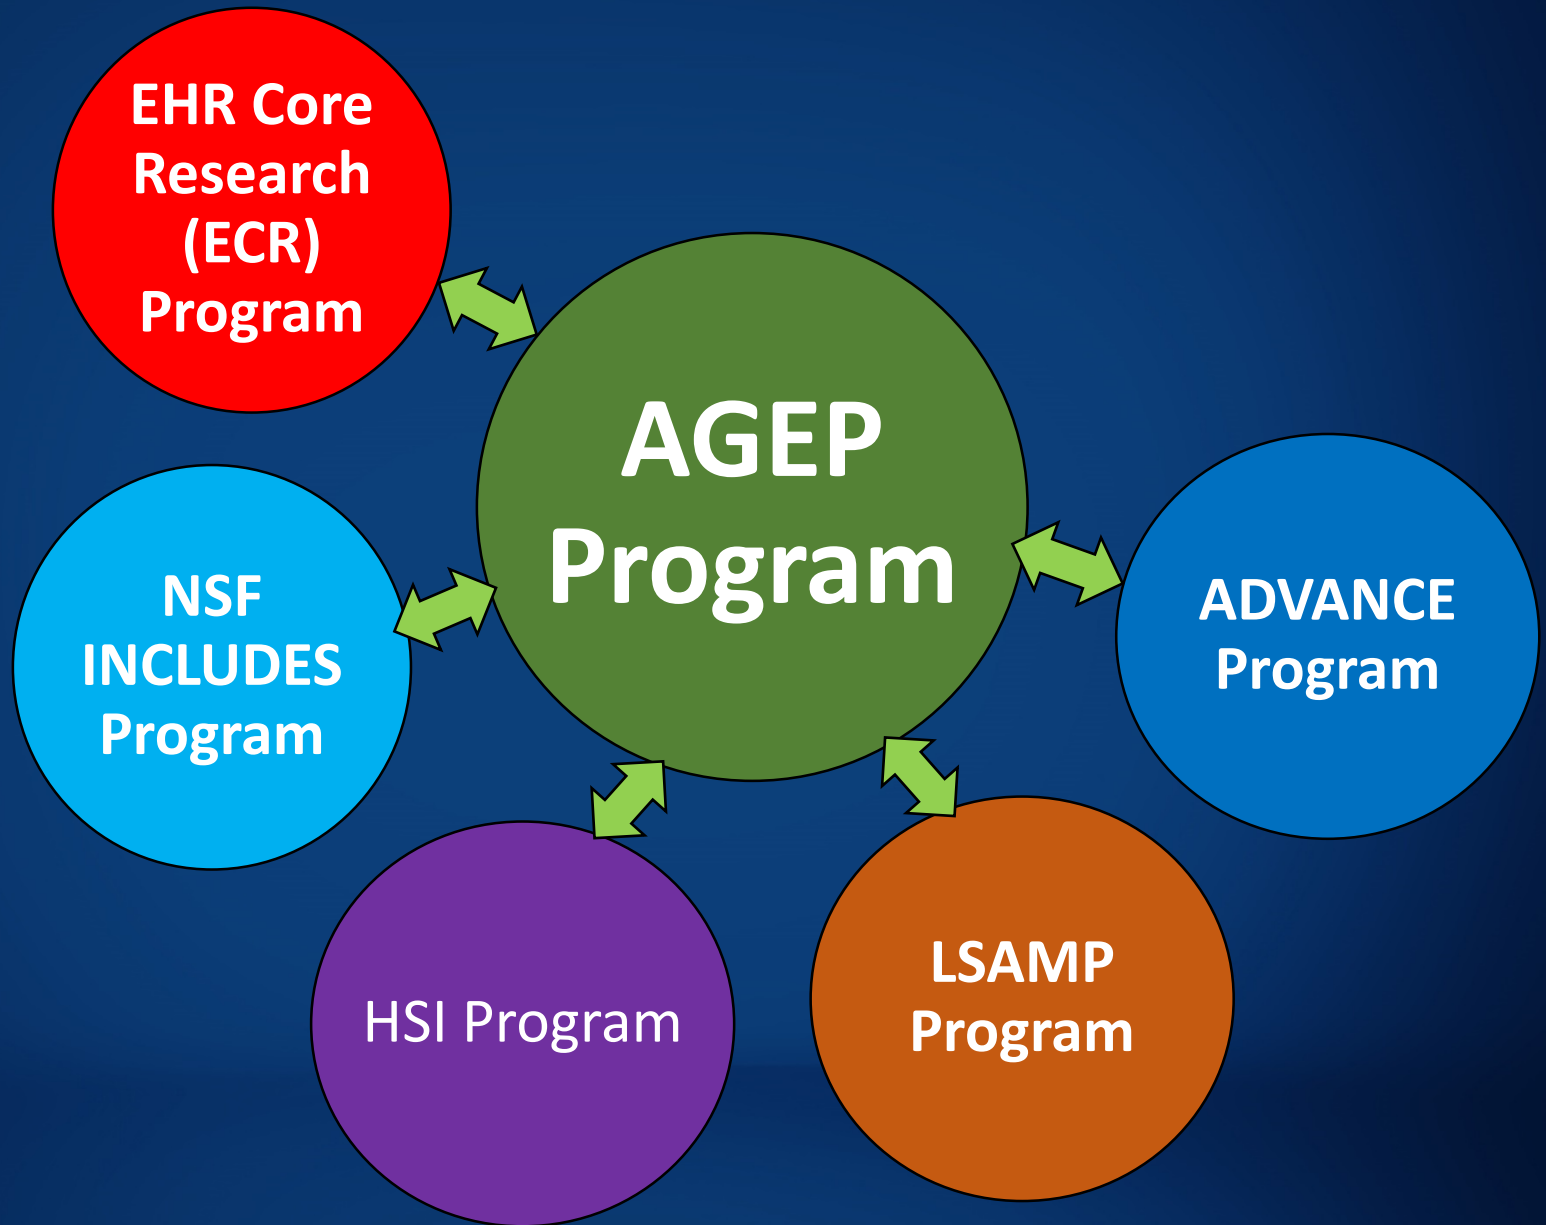 EHR Core
Research
(ECR)
Program
AGEP
Program
NSF
INCLUDES
Program
ADVANCE
Program
HSI Program
LSAMP
Program